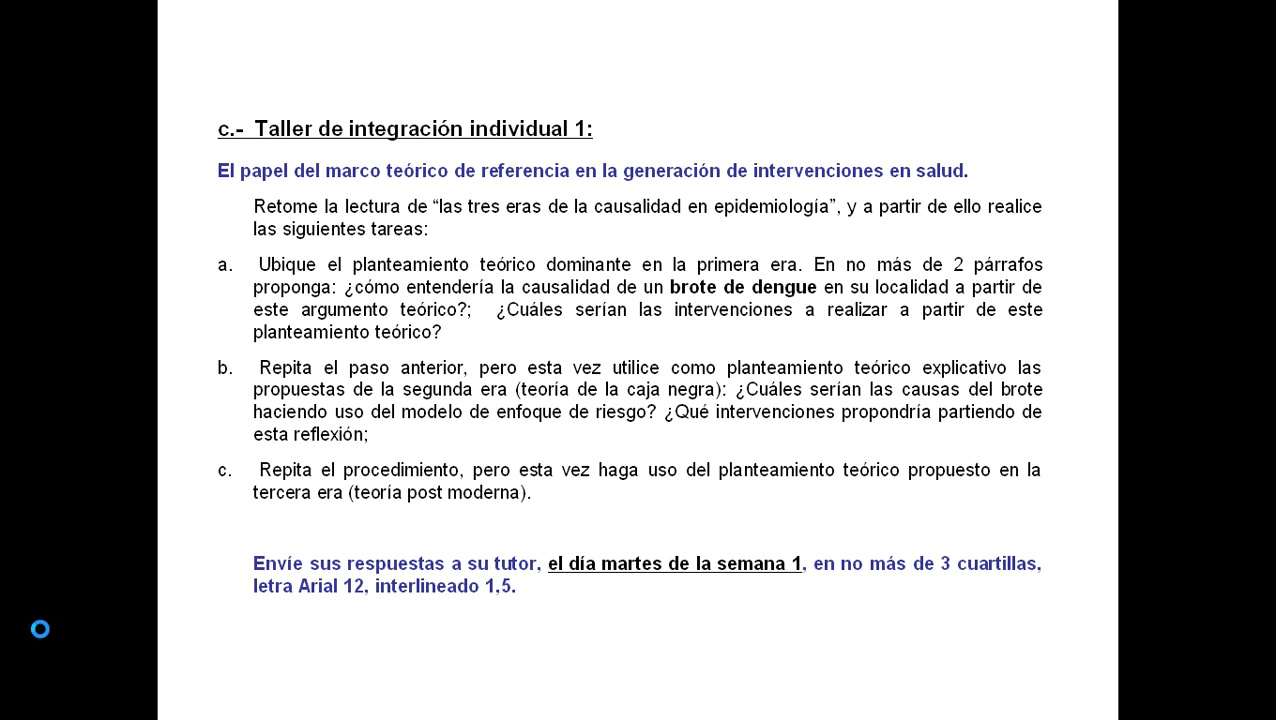 c.- Taller de integración individual 1:
El papel del marco teórico de referencia en la generación de intervenciones en salud.
Retome la lectura de “las tres eras de la causalidad en epidemiología”, y a partir de ello realice
las siguientes tareas:
a. Ubique el planteamiento teórico dominante en la primera era. En no más de 2 párrafos
proponga: ¿cómo entendería la causalidad de un brote de dengue en su localidad a partir de
este argumento teórico?; ¿Cuáles serían las intervenciones a realizar a partir de este
planteamiento teórico?
b. Repita el paso anterior, pero esta vez utilice como planteamiento teórico explicativo las
propuestas de la segunda era (teoría de la caja negra): ¿Cuáles serían las causas del brote
haciendo uso del modelo de enfoque de riesgo? ¿Qué intervenciones propondría partiendo de
esta reflexión;
c. Repita el procedimiento, pero esta vez haga uso del planteamiento teórico propuesto en la
tercera era (teoría post moderna).
Envíe sus respuestas a su tutor, el día martes de la semana 1, en no más de 3 cuartillas,
letra Arial 12, interlineado 1,5.